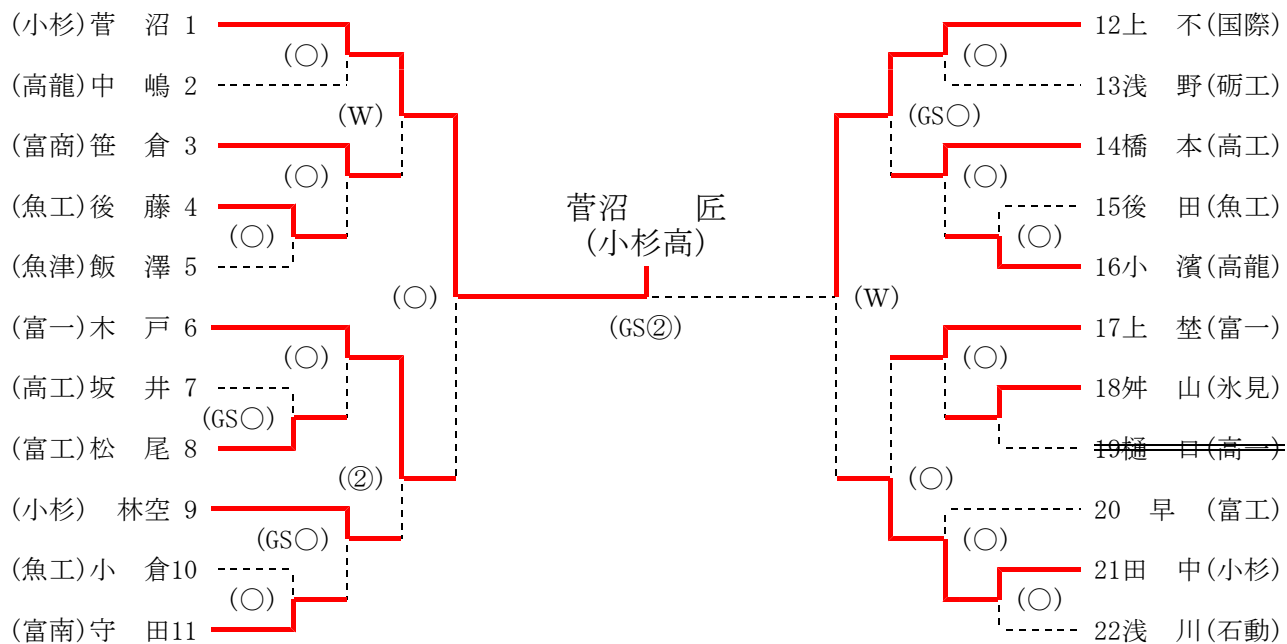 (小杉)菅　沼 1
(高龍)中　嶋 2
(富商)笹　倉 3
(魚工)後　藤 4
(魚津)飯　澤 5
(富一)木　戸 6
(高工)坂　井 7
(富工)松　尾 8
(小杉)　林空 9
(魚工)小　倉10
(富南)守　田11
(○)
(W)
(○)
(○)
(○)
(○)
(GS○)
(②)
(GS○)
(○)
菅沼　　匠
(小杉高)
(GS②)
(○)
(GS○)
(○)
(○)
(W)
(○)
(○)
(○)
(○)
12上　不(国際)
13浅　野(砺工)
14橋　本(高工)
15後　田(魚工)
16小　濱(高龍)
17上　埜(富一)
18舛　山(氷見)
19樋　口(高一)
20　早　(富工)
21田　中(小杉)
22浅　川(石動)